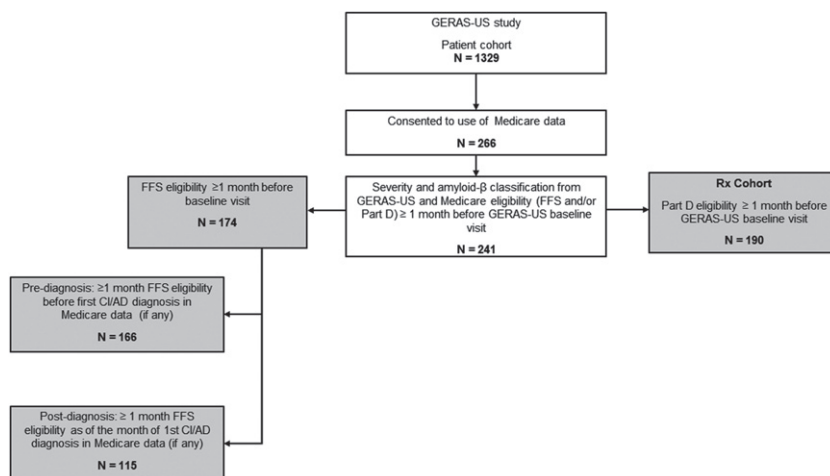 GERAS-US study
Patient cohort
N = 1329
Consented to use of Medicare data
N = 266
FFS eligibility ≥1 month before
baseline visit
N = 174
Severity and amyloid-β classification from
GERAS-US and Medicare eligibility (FFS and/or
Part D) ≥ 1 month before GERAS-US baseline
visit
N = 241
Rx Cohort
Part D eligibility ≥ 1 month before
GERAS-US baseline visit
N = 190
Pre-diagnosis: ≥1 month FFS eligibility
before first CI/AD diagnosis in
Medicare data (if any)
N = 166
Post-diagnosis: ≥ 1 month FFS
eligibility as of the month of 1st CI/AD
diagnosis in Medicare data (if any)
N = 115